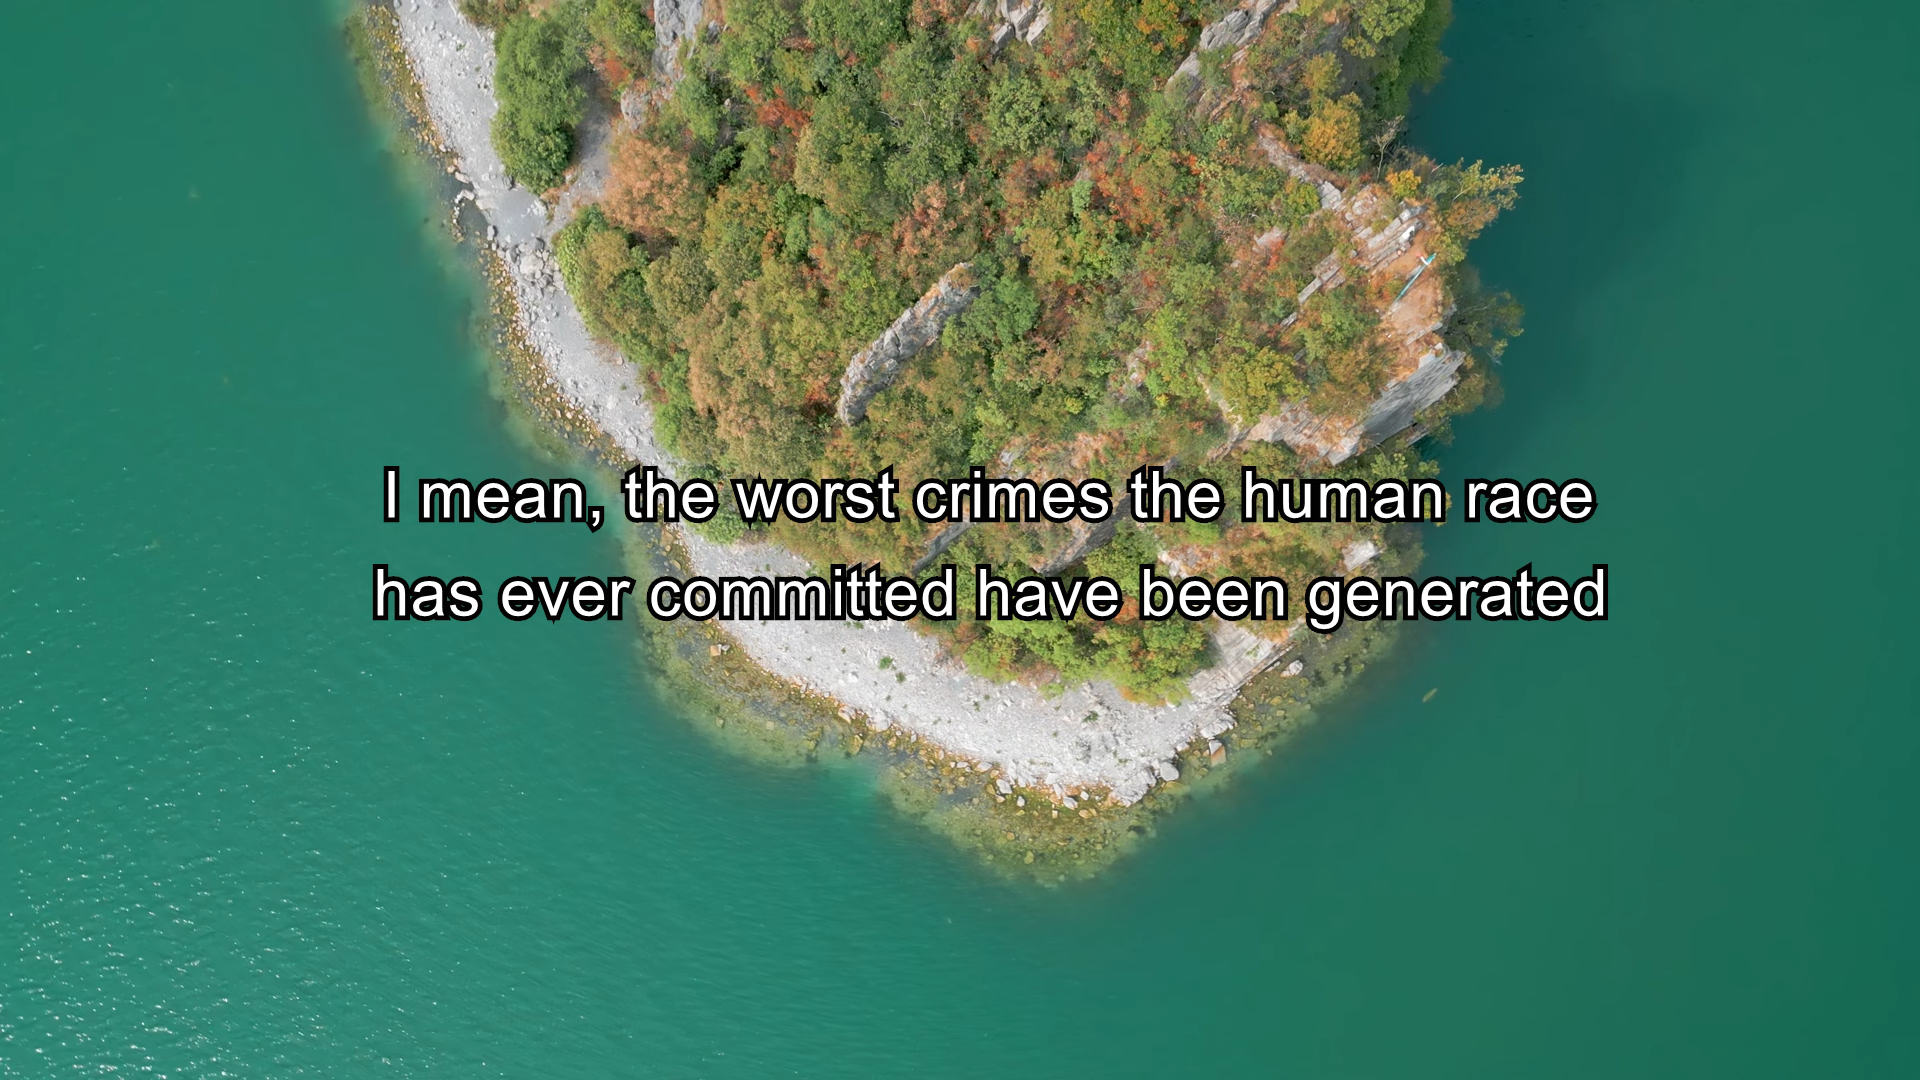 I mean, the worst crimes the human race
has ever committed have been generated